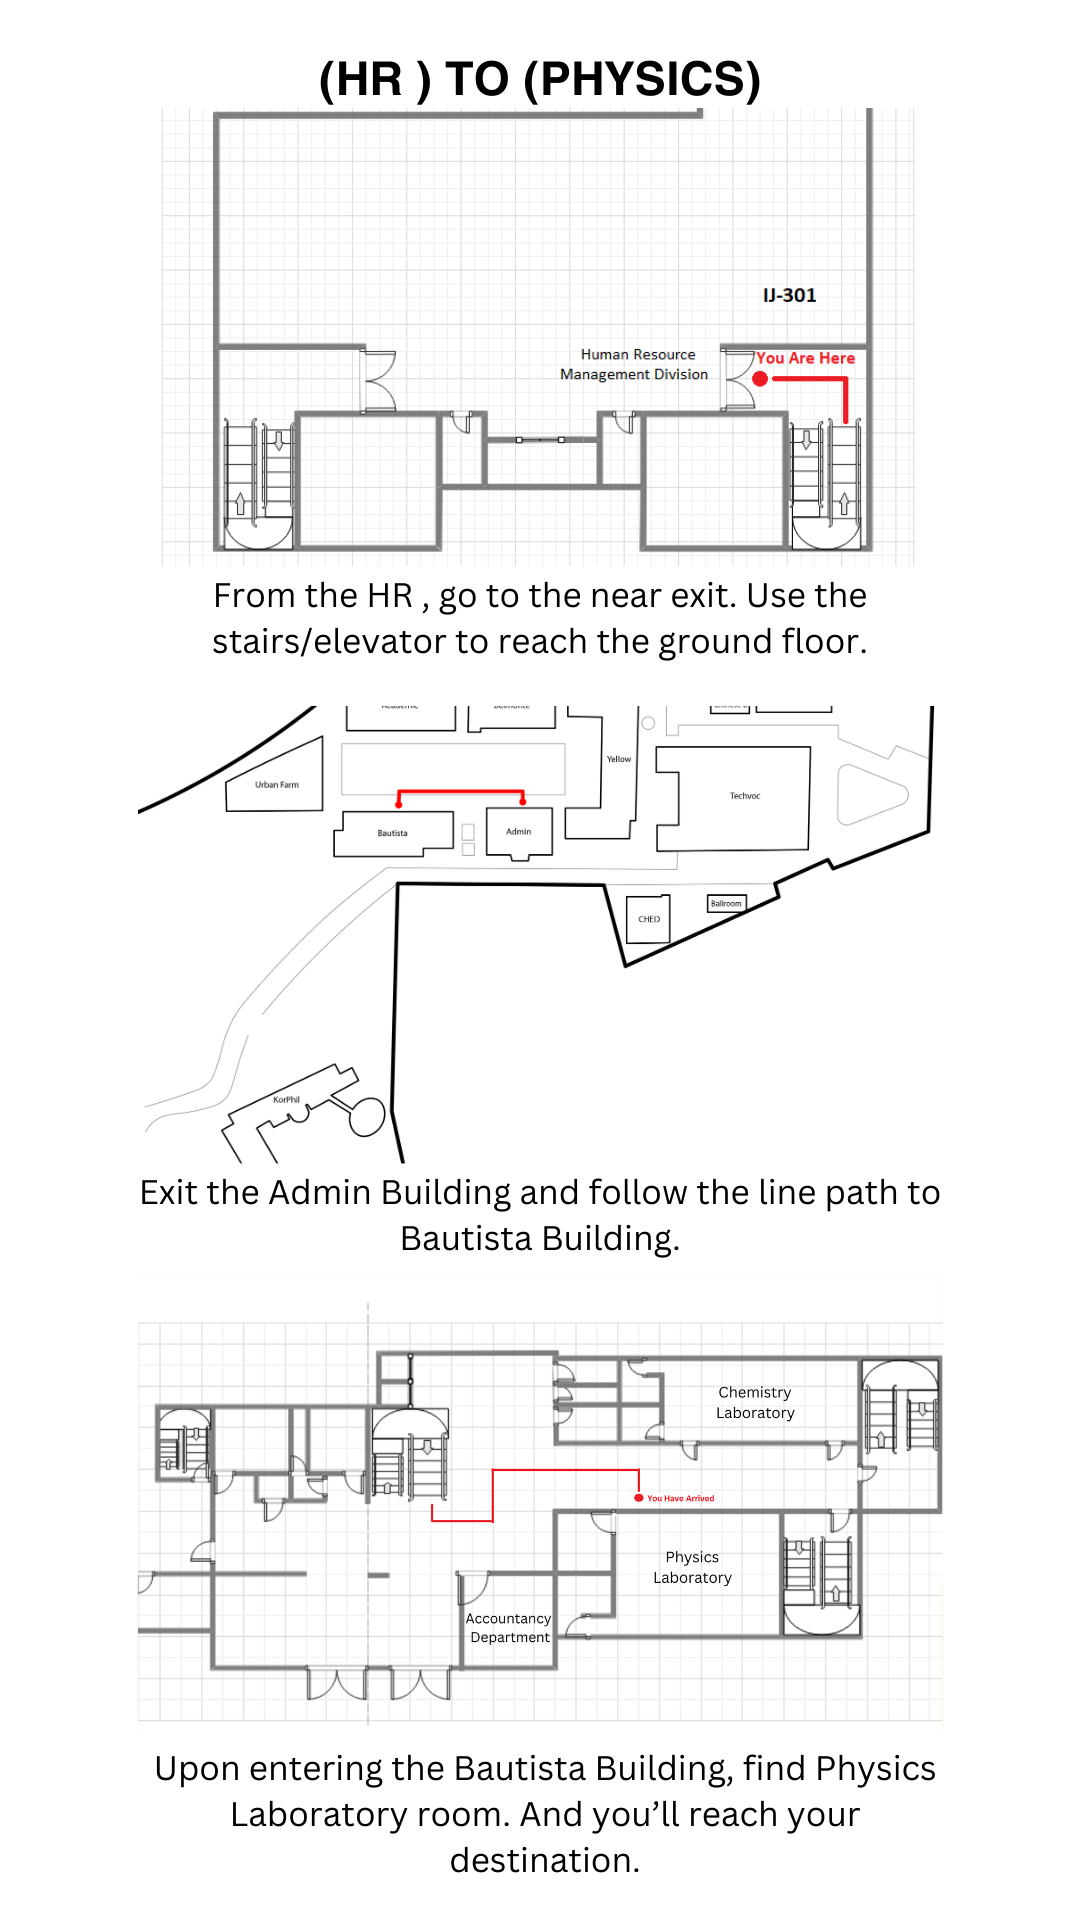 (HR ) TO (PHYSICS)
IJ-301
Human Resource
Management Division
You Are Here
From the HR , go to the near exit. Use the
stairs/elevator to reach the ground floor.
Academic
Belmonte
Yellow
Urban Farm
Techvoc
Bautista
Admin
CHED
Ballroom
KorPhil
Exit the Admin Building and follow the line path to
Bautista Building.
Chemistry
Laboratory
You Have Arrived
Physics
Laboratory
Accountancy
Department
Upon entering the Bautista Building, find Physics
Laboratory room. And you’ll reach your
destination.